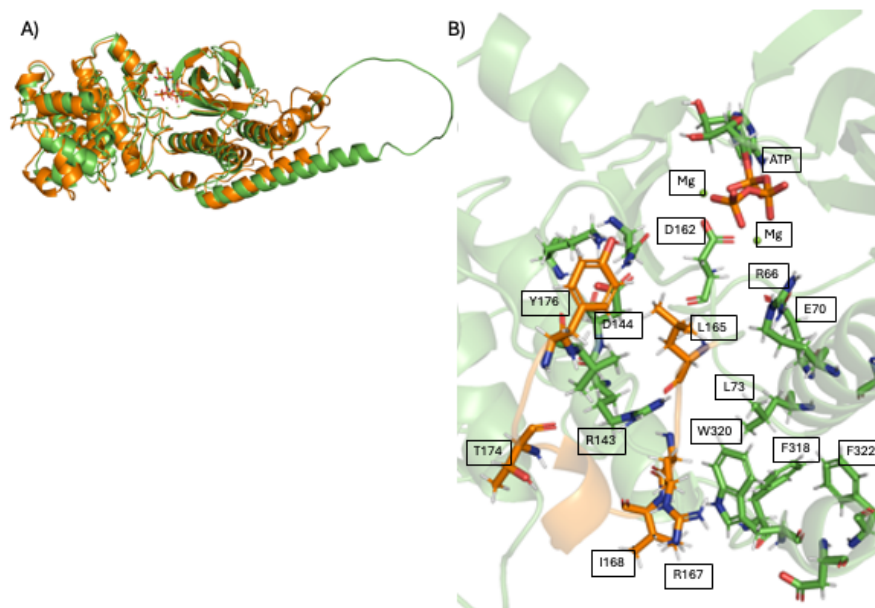 A)
B)
ATP
Mg
D162
Mg
R66
E70
Y176
D144
L165
L73
R143
W320
T174
F318
F322
I168
R167